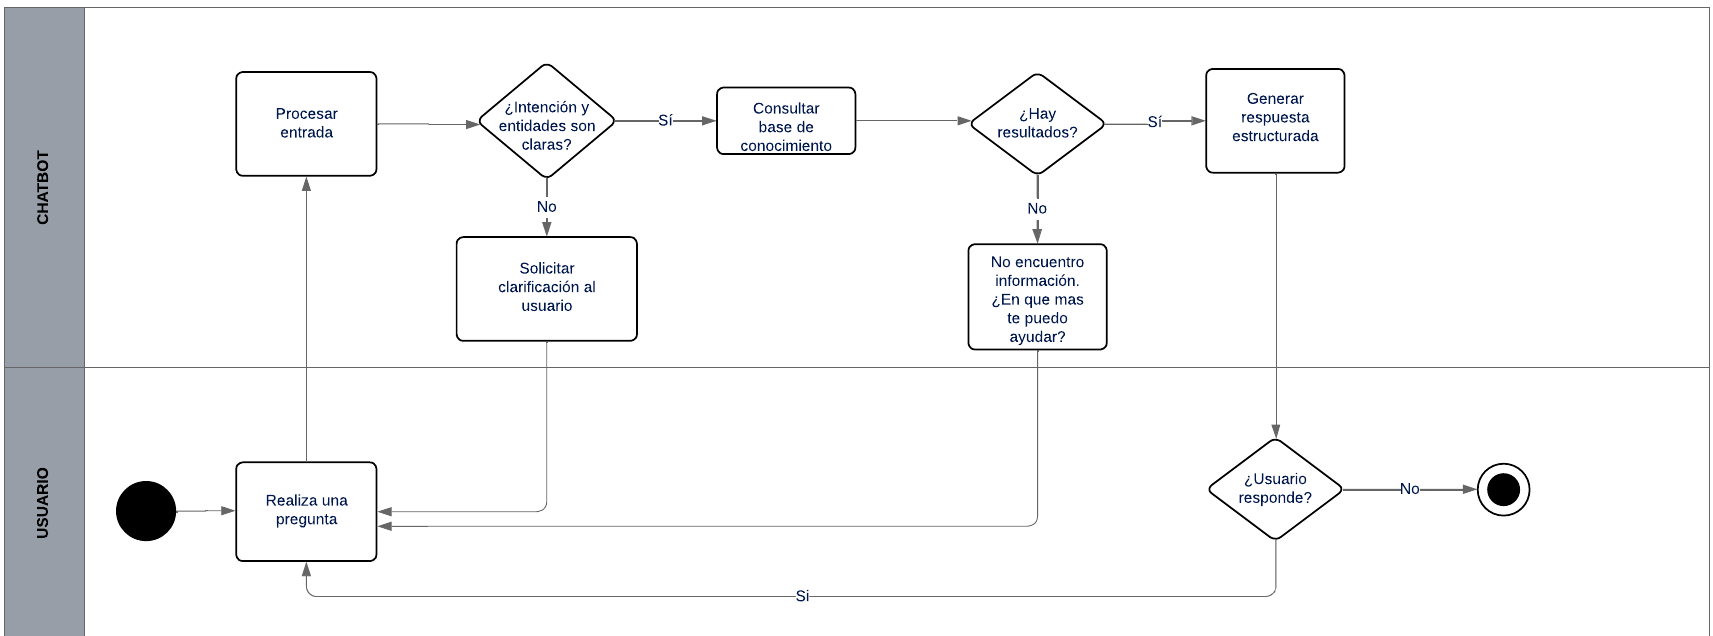 CHATBOT
Procesar
entrada
¿Intención y
entidades son
claras?
Sí
Consultar
base de
conocimiento
¿Hay
resultados?
Sí
Generar
respuesta
estructurada
No
No
Solicitar
clarificación al
usuario
No encuentro
información.
¿En que mas
te puedo
ayudar?
USUARIO
Realiza una
pregunta
¿Usuario
responde?
No
Si